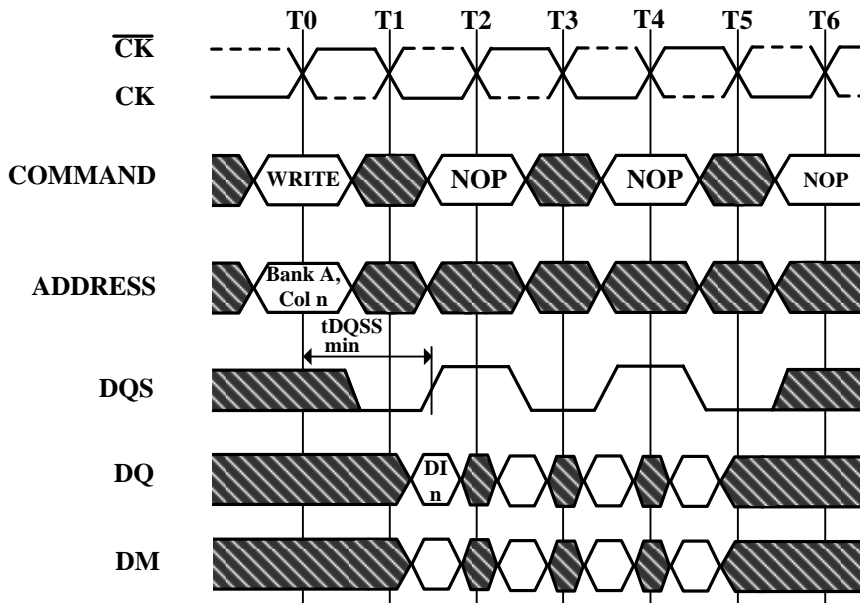 T0 T1 T2 T3 T4 T5 T6
CK
CK
COMMAND
WRITE NOP NOP NOP
ADDRESS
Bank A,
Col n
tDQSS
min
DQS
DQ
DI
n
DM